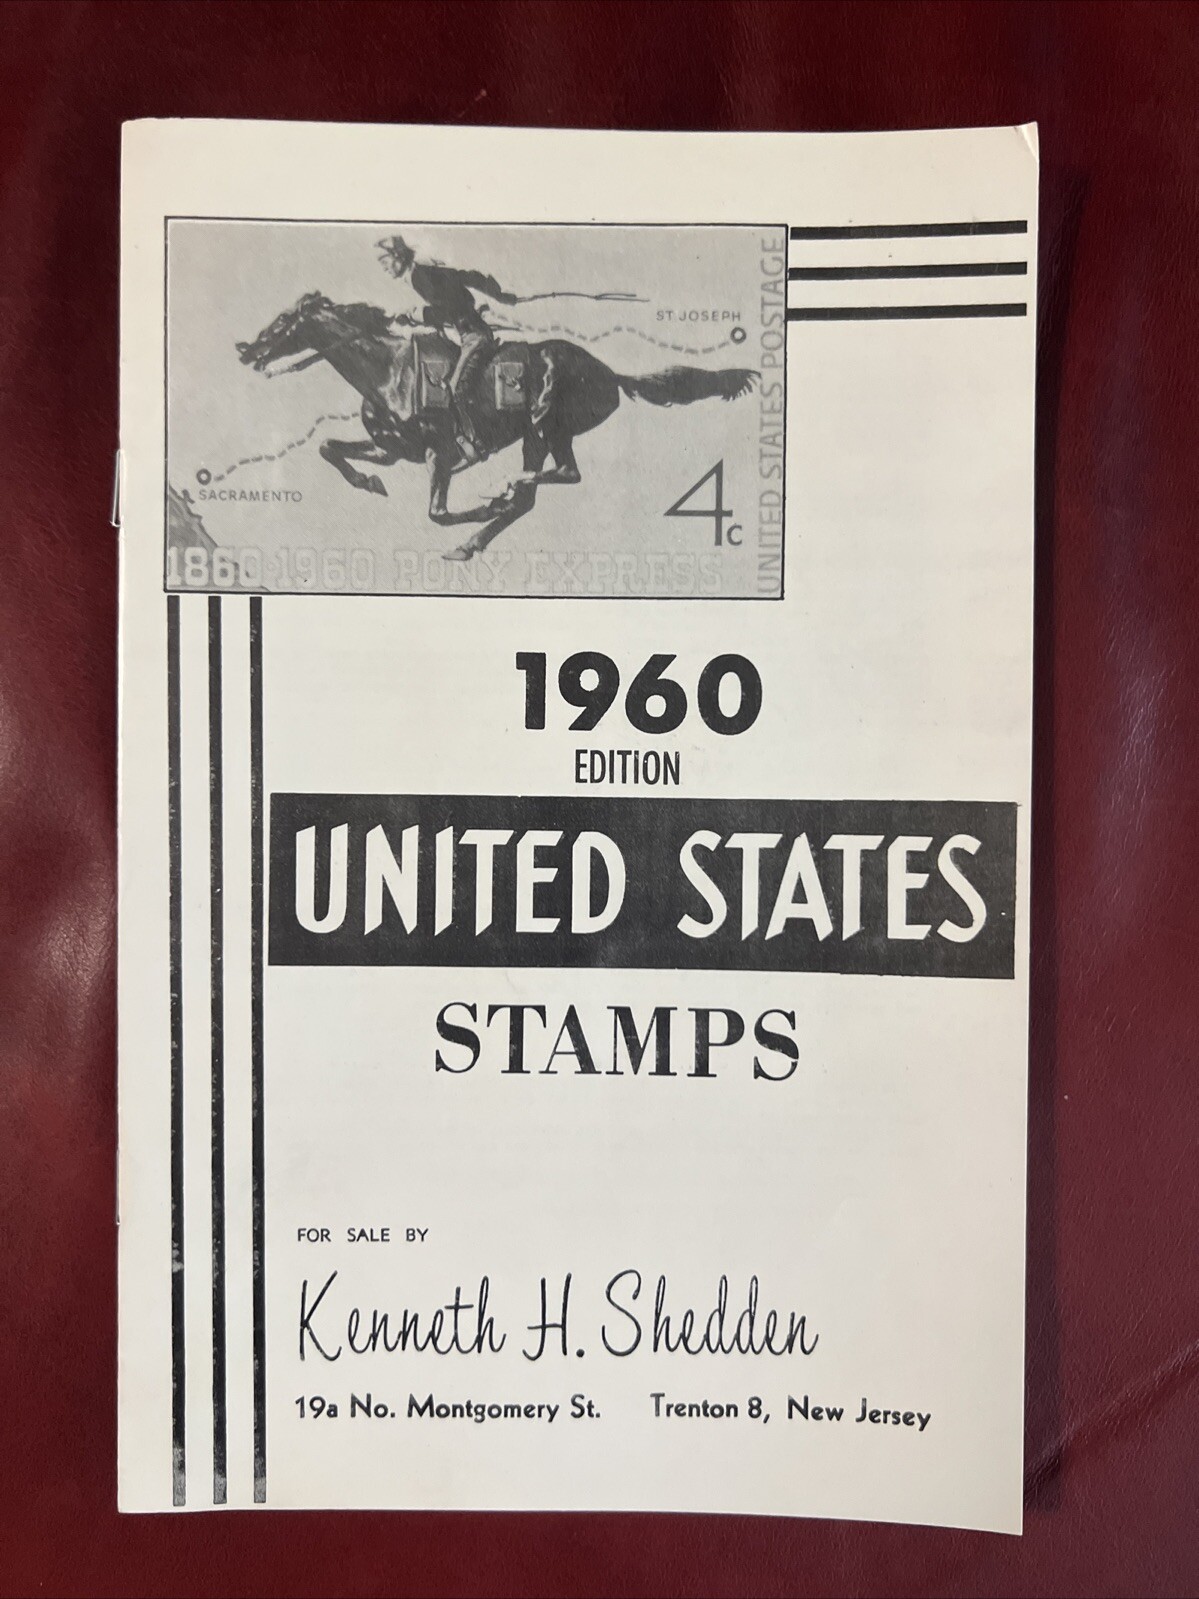 ST JOSEPH
UNITED STATES POSTAGE
SACRAMENTO
4c
1860·1960 PONY EXPRESS
1960
EDITION
UNITED STATES
STAMPS
FOR SALE BY
Kenneth H. Shedden
19a No. Montgomery St. Trenton 8, New Jersey